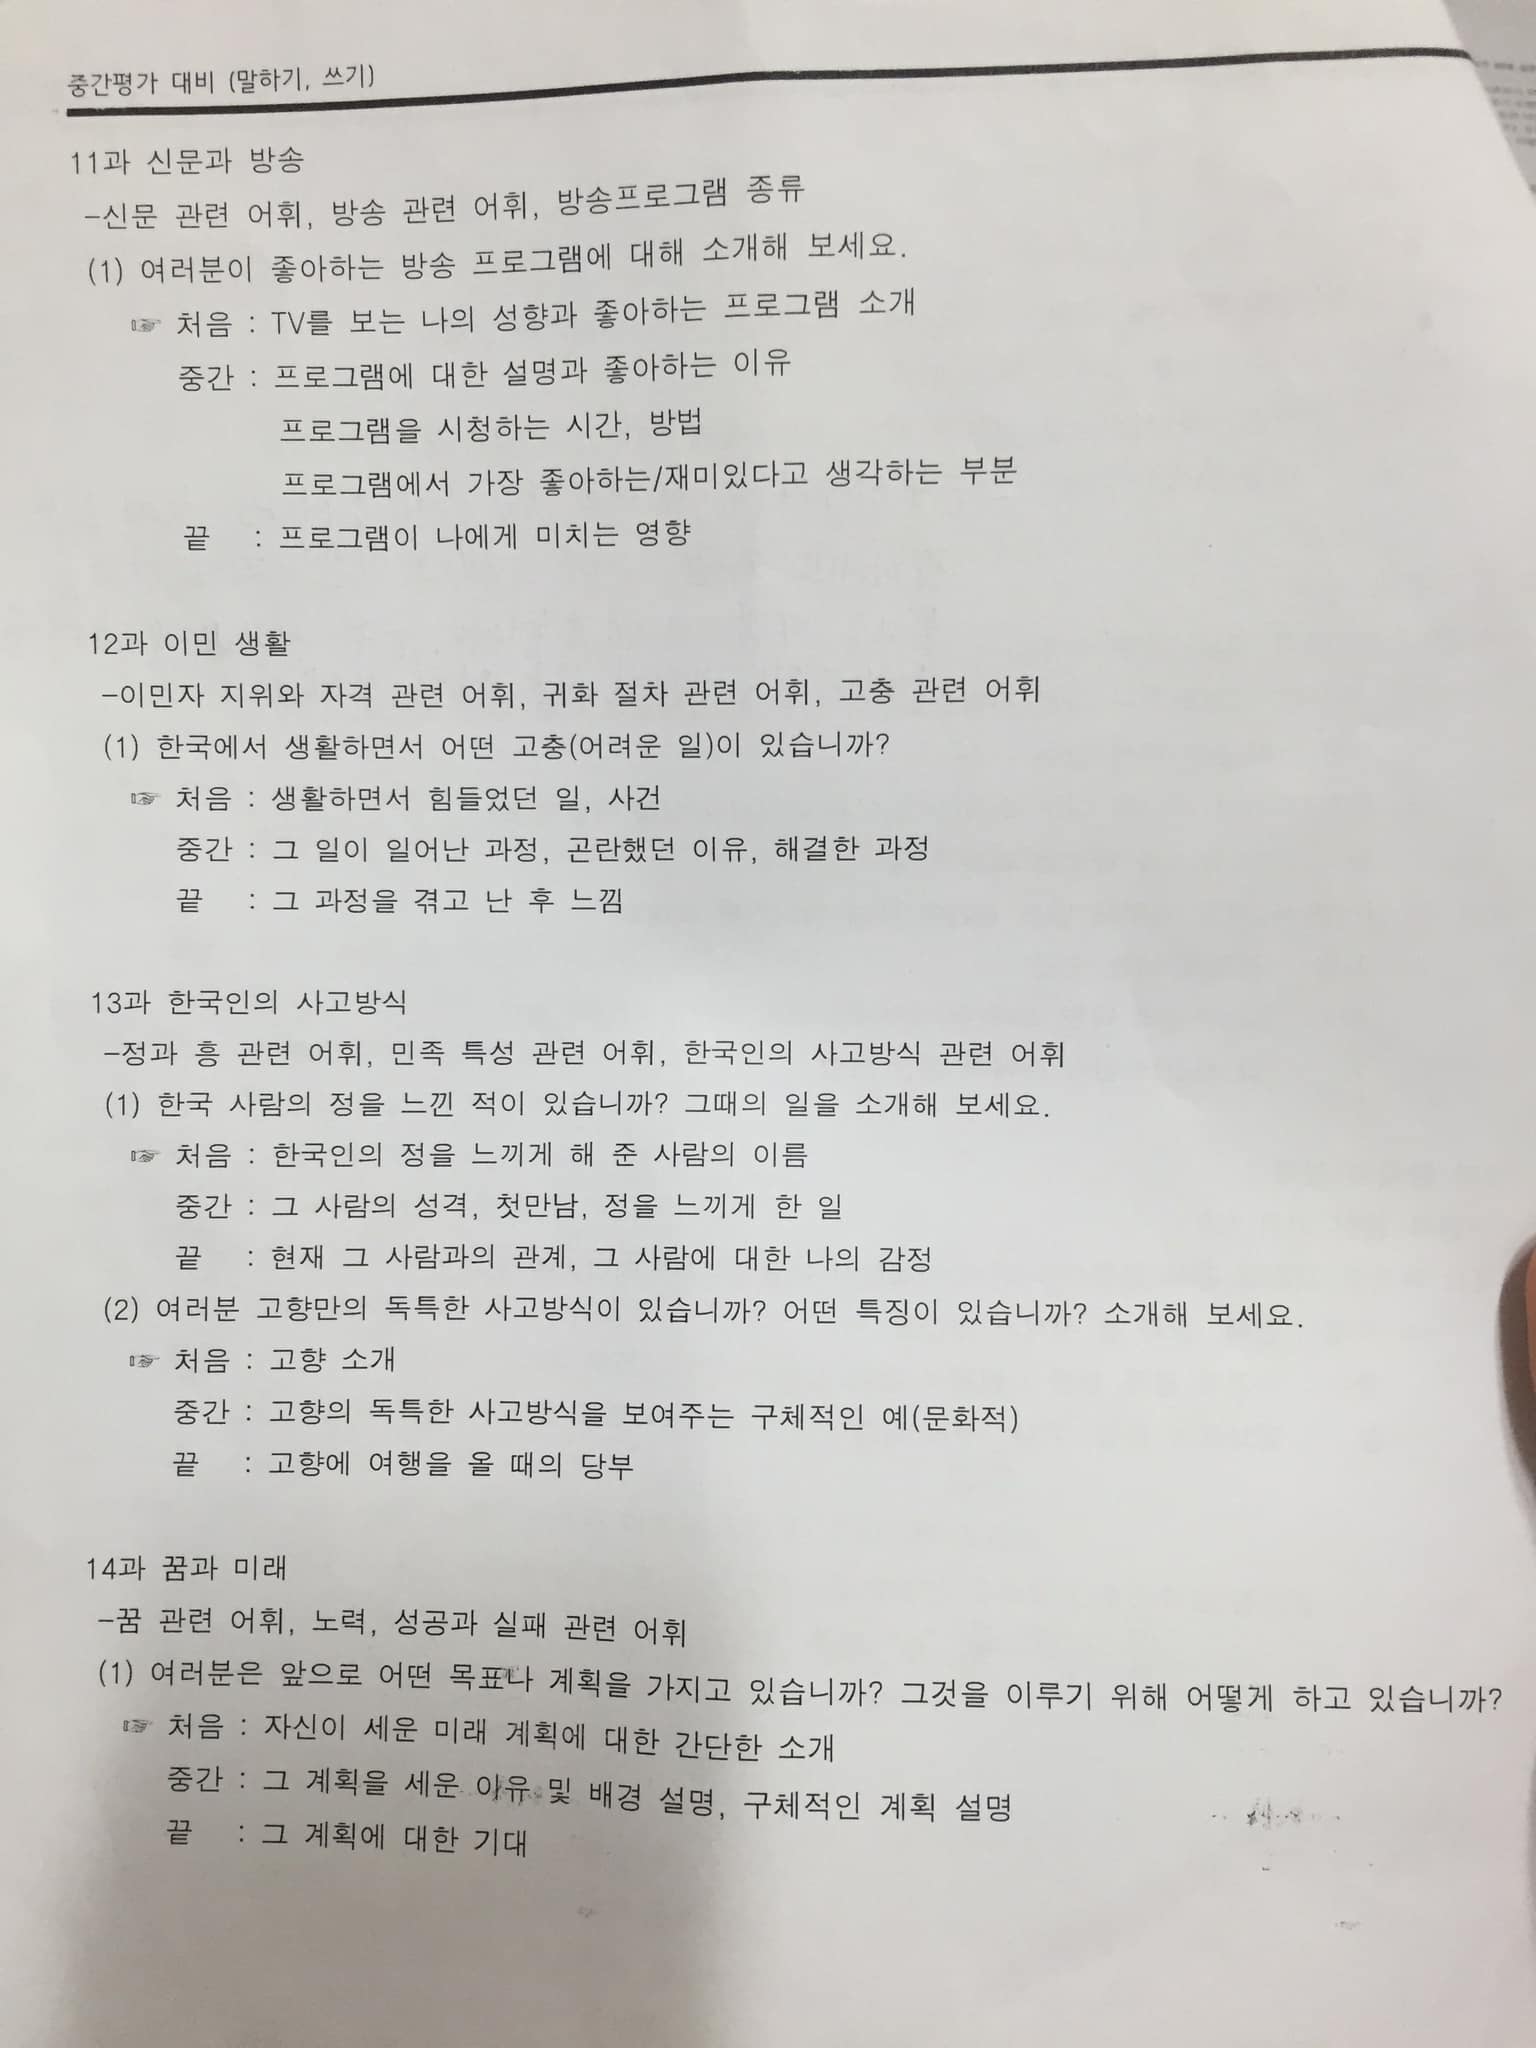 중간평가 대비 (말하기, 쓰기)
11과 신문과 방송
-신문 관련 어휘, 방송 관련 어휘, 방송프로그램 종류
(1) 여러분이 좋아하는 방송 프로그램에 대해 소개해 보세요.
☞ 처음 : TV를 보는 나의 성향과 좋아하는 프로그램 소개
중간 : 프로그램에 대한 설명과 좋아하는 이유
프로그램을 시청하는 시간, 방법
프로그램에서 가장 좋아하는/재미있다고 생각하는 부분
끝 : 프로그램이 나에게 미치는 영향
12과 이민 생활
-이민자 지위와 자격 관련 어휘, 귀화 절차 관련 어휘, 고충 관련 어휘
(1) 한국에서 생활하면서 어떤 고충(어려운 일)이 있습니까?
☞ 처음 : 생활하면서 힘들었던 일, 사건
중간 : 그 일이 일어난 과정, 곤란했던 이유, 해결한 과정
끝 : 그 과정을 겪고 난 후 느낌
13과 한국인의 사고방식
-정과 흥 관련 어휘, 민족 특성 관련 어휘, 한국인의 사고방식 관련 어휘
(1) 한국 사람의 정을 느낀 적이 있습니까? 그때의 일을 소개해 보세요.
☞ 처음 : 한국인의 정을 느끼게 해 준 사람의 이름
중간 : 그 사람의 성격, 첫만남, 정을 느끼게 한 일
끝 : 현재 그 사람과의 관계, 그 사람에 대한 나의 감정
(2) 여러분 고향만의 독특한 사고방식이 있습니까? 어떤 특징이 있습니까? 소개해 보세요.
☞ 처음 : 고향 소개
중간 : 고향의 독특한 사고방식을 보여주는 구체적인 예(문화적)
끝 : 고향에 여행을 올 때의 당부
14과 꿈과 미래
-꿈 관련 어휘, 노력, 성공과 실패 관련 어휘
(1) 여러분은 앞으로 어떤 목표나 계획을 가지고 있습니까? 그것을 이루기 위해 어떻게 하고 있습니까?
☞ 처음 : 자신이 세운 미래 계획에 대한 간단한 소개
중간 : 그 계획을 세운 이유 및 배경 설명, 구체적인 계획 설명
끝 : 그 계획에 대한 기대